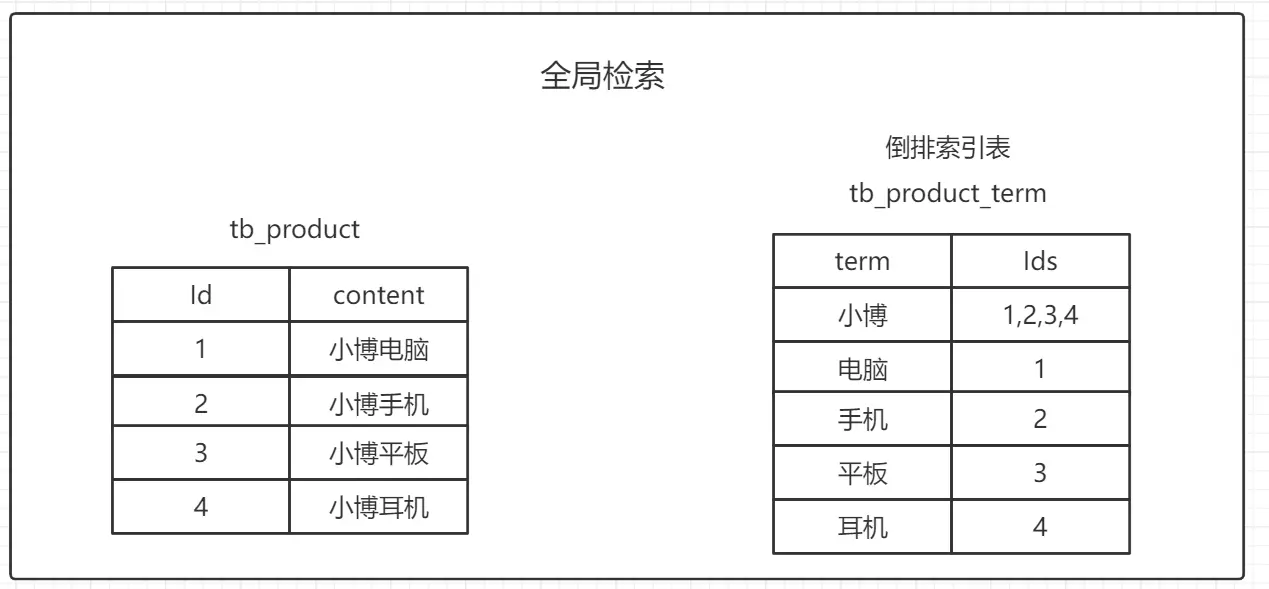 全局检索
tb_product
Id content
1 小博电脑
2 小博手机
3 小博平板
4 小博耳机
倒排索引表
tb_product_term
term Ids
小博 1,2,3,4
电脑 1
手机 2
平板 3
耳机 4